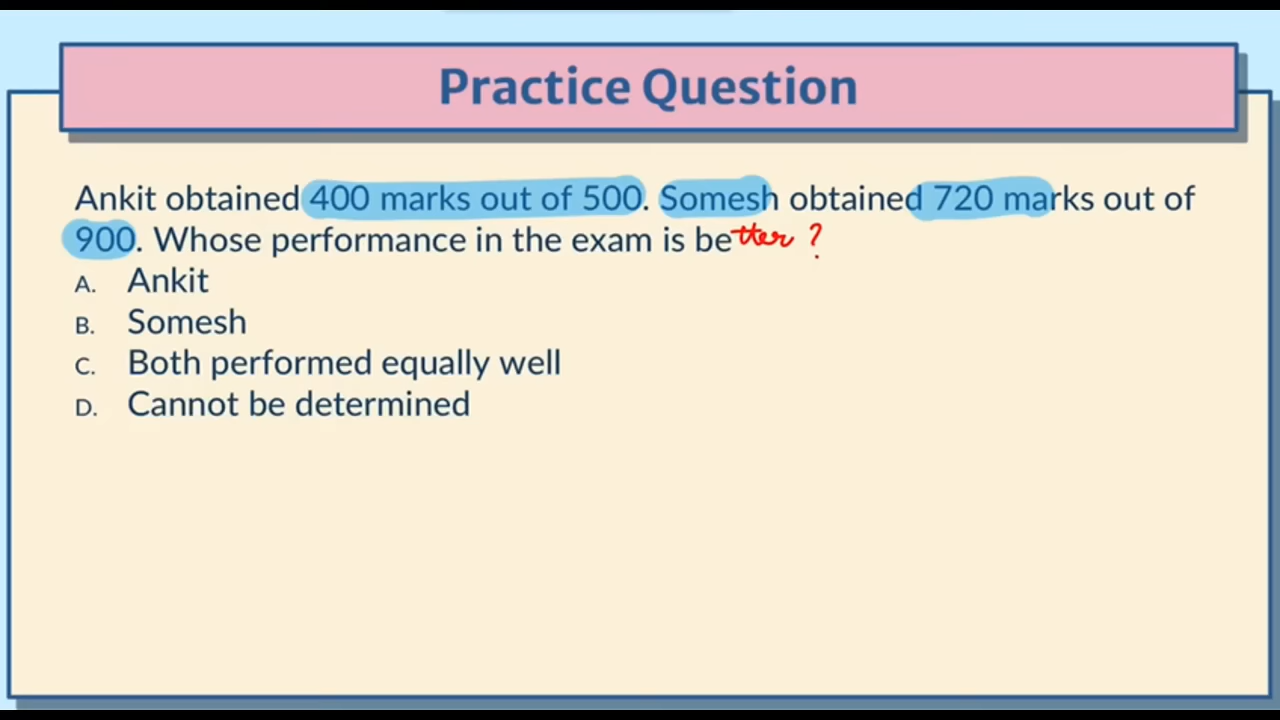 Practice Question
Ankit obtained 400 marks out of 500. Somesh obtained 720 marks out of
900. Whose performance in the exam is better ?
A. Ankit
B. Somesh
C. Both performed equally well
D. Cannot be determined